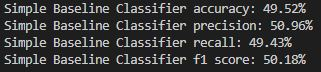 Simple Baseline Classifier accuracy: 49.52%
Simple Baseline Classifier precision: 50.96%
Simple Baseline Classifier recall: 49.43%
Simple Baseline Classifier f1 score: 50.18%